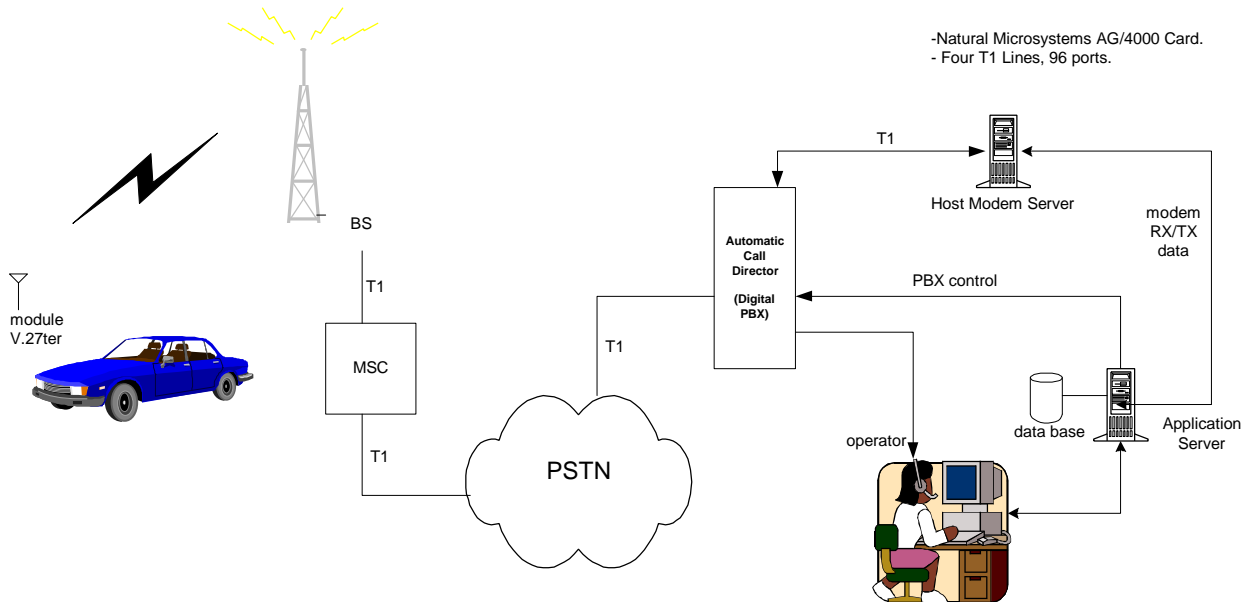 -Natural Microsystems AG/4000 Card.
- Four T1 Lines, 96 ports.
T1
Host Modem Server
modem
RX/TX
data
BS
Automatic
Call
Director
(Digital
PBX)
PBX control
T1
module
V.27ter
MSC
T1
T1
PSTN
data base
Application
Server
operator